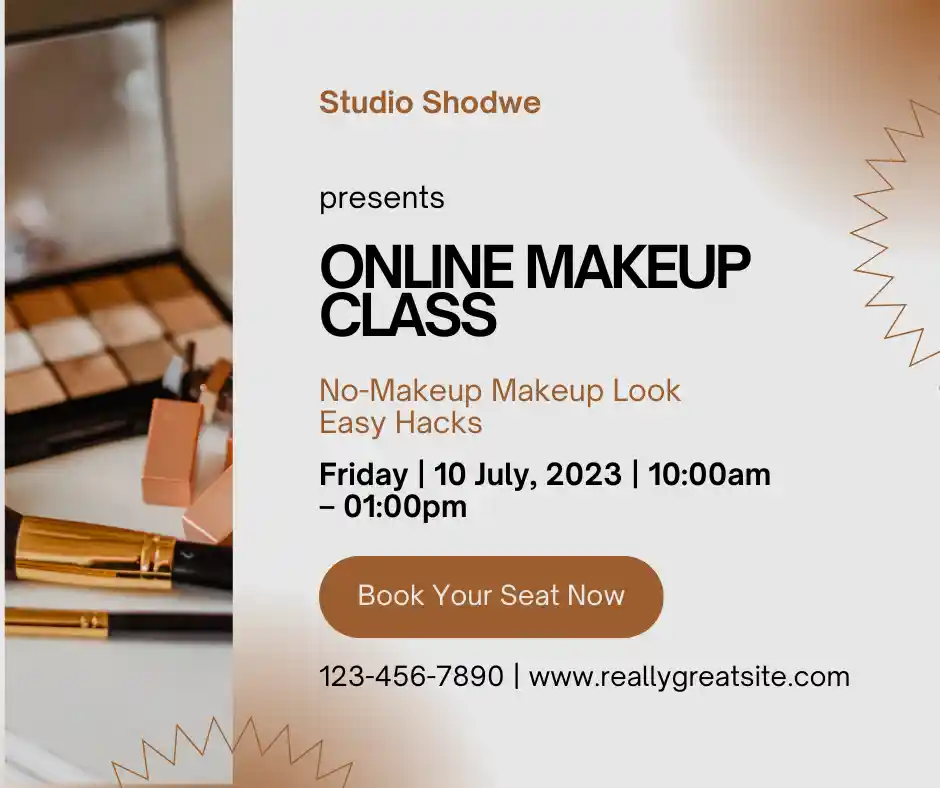 Studio Shodwe
presents
ONLINE MAKEUP
CLASS
No-Makeup Makeup Look
Easy Hacks
Friday | 10 July, 2023 | 10:00am
– 01:00pm
Book Your Seat Now
123-456-7890 | www.reallygreatsite.com